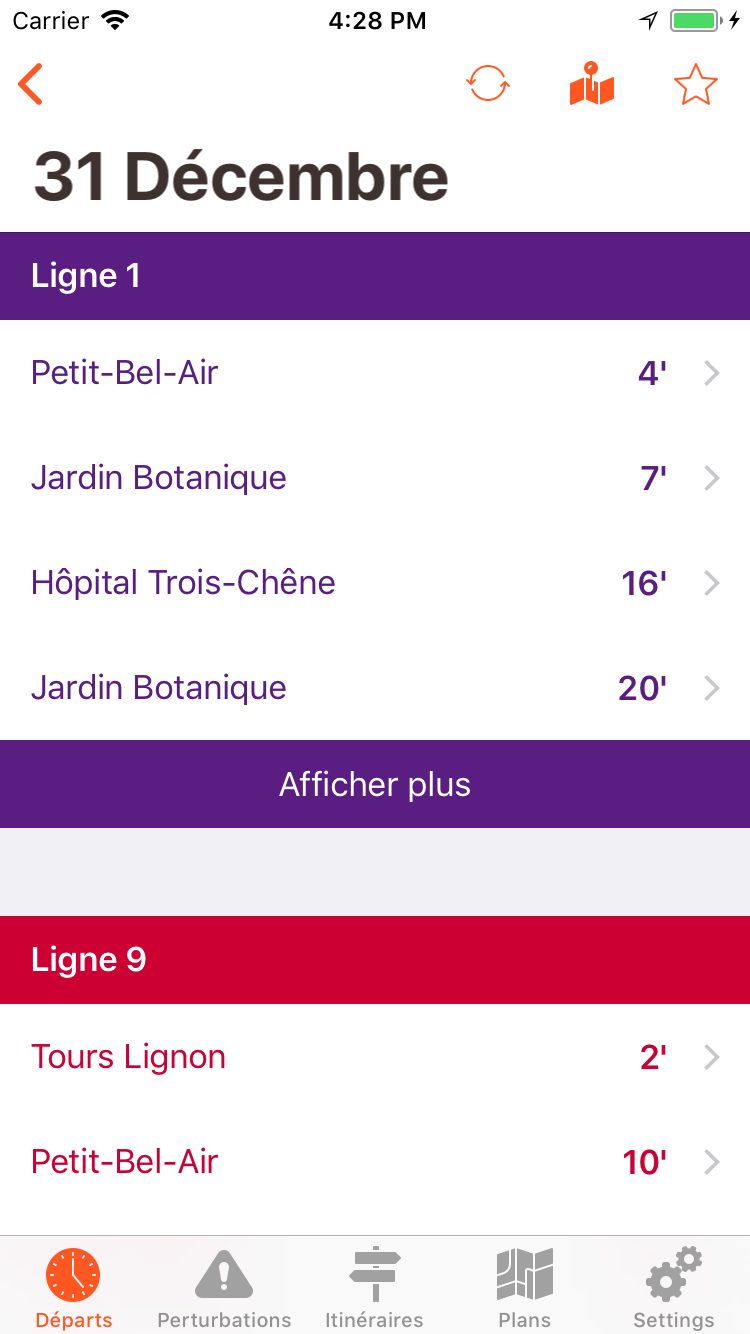 Carrier 4:28 PM
31 Décembre
Ligne 1
Petit-Bel-Air 4'
Jardin Botanique 7'
Hôpital Trois-Chêne 16'
Jardin Botanique 20'
Afficher plus
Ligne 9
Tours Lignon 2'
Petit-Bel-Air 10'
Départs Perturbations Itinéraires Plans Settings